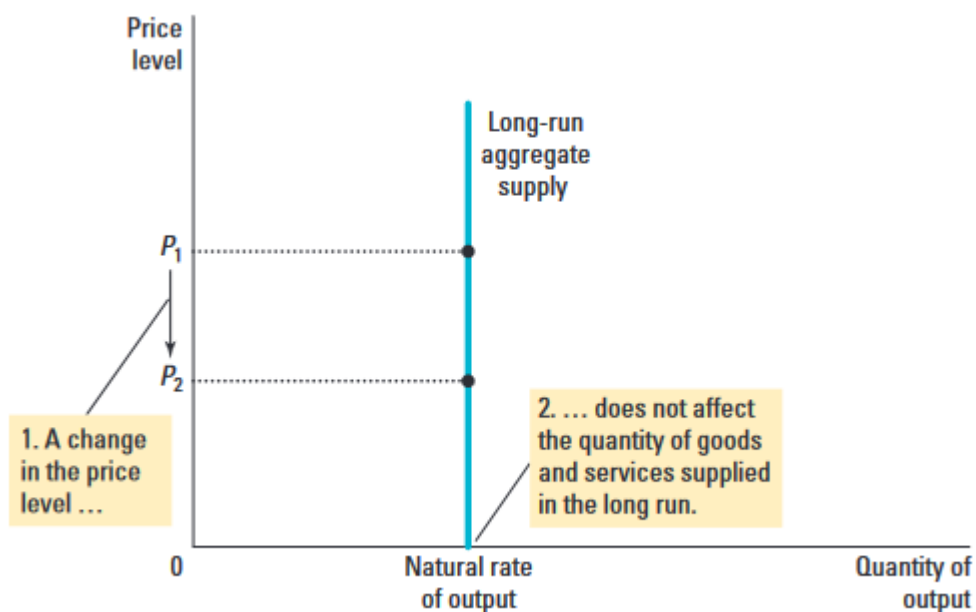 Price
level
Long-run
aggregate
supply
P1
P2
1. A change
in the price
level ...
2. ... does not affect
the quantity of goods
and services supplied
in the long run.
0
Natural rate
of output
Quantity of
output